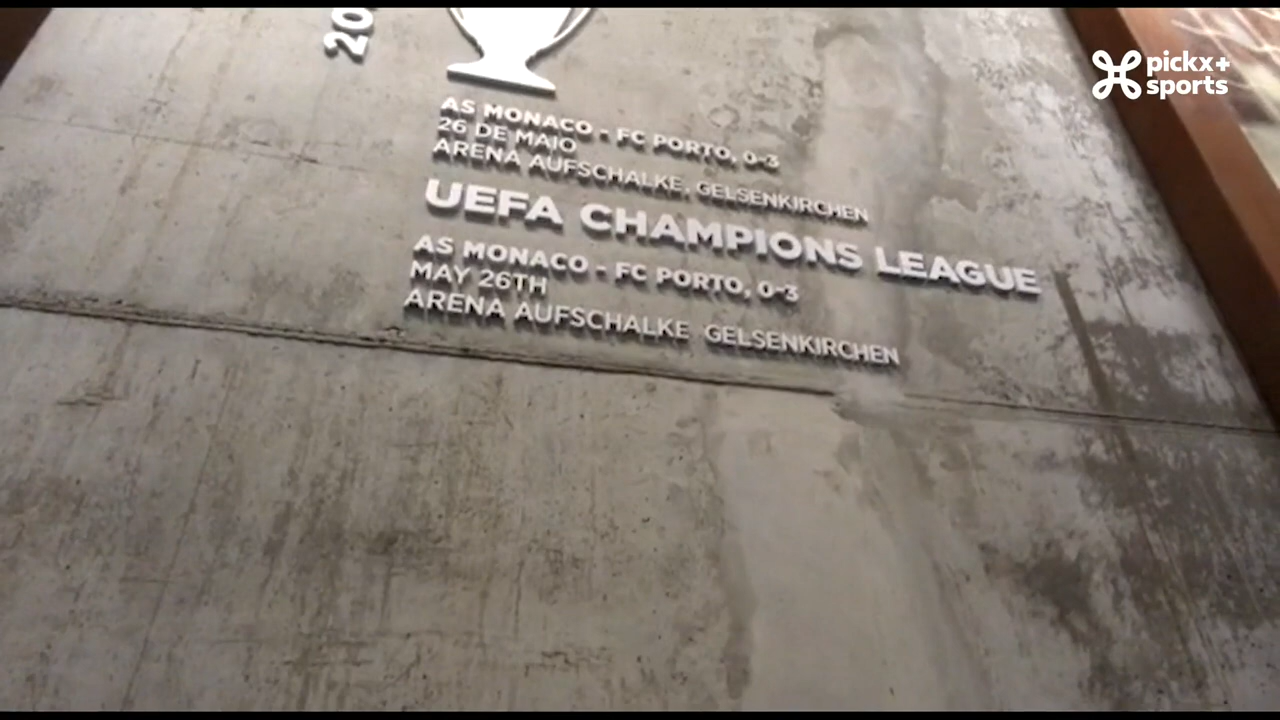 20
pickx+
sports
AS MONACO - FC PORTO, 0-3
26 DE MAIO
ARENA AUFSCHALKE, GELSENKIRCHEN
UEFA CHAMPIONS LEAGUE
AS MONACO - FC PORTO, 0-3
MAY 26TH
ARENA AUFSCHALKE GELSENKIRCHEN